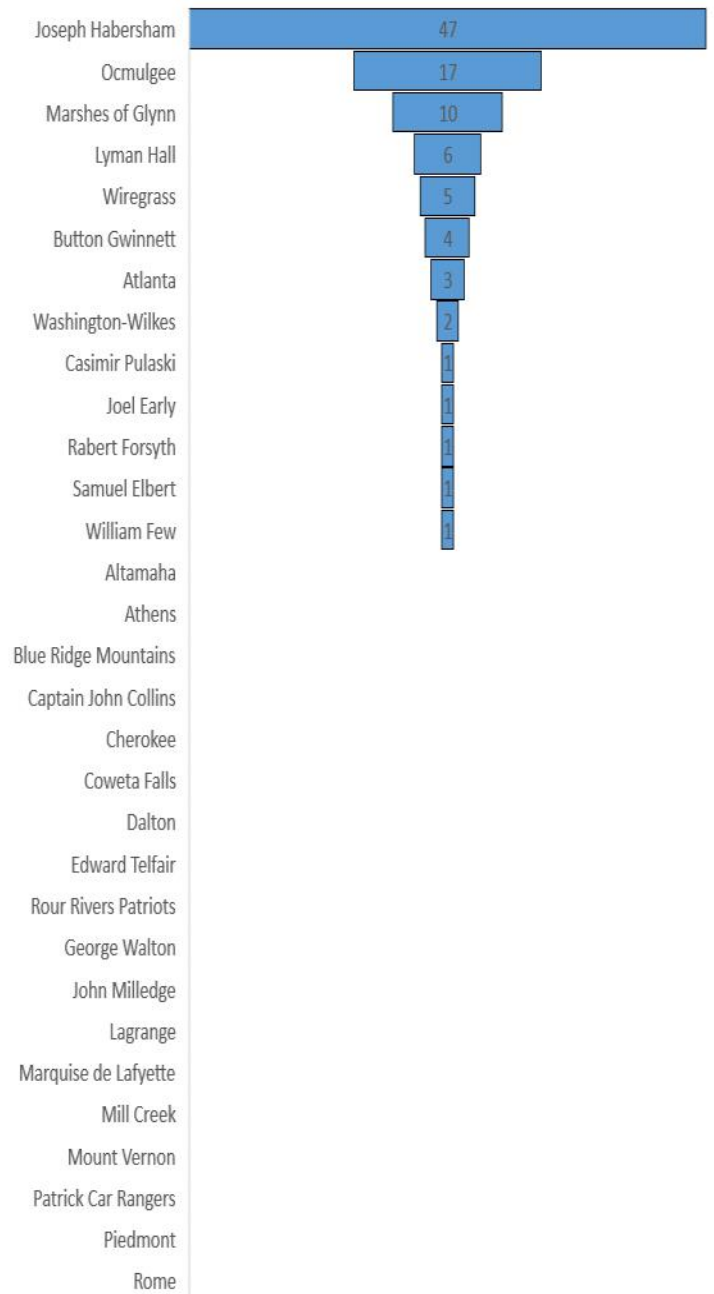 Joseph Habersham 47
Ocmulgee 17
Marshes of Glynn 10
Lyman Hall 6
Wiregrass 5
Button Gwinnett 4
Atlanta 3
Washington-Wilkes 2
Casimir Pulaski 1
Joel Early 1
Rabert Forsyth 1
Samuel Elbert 1
William Few 1
Altamaha
Athens
Blue Ridge Mountains
Captain John Collins
Cherokee
Coweta Falls
Dalton
Edward Telfair
Rour Rivers Patriots
George Walton
John Milledge
Lagrange
Marquise de Lafyette
Mill Creek
Mount Vernon
Patrick Car Rangers
Piedmont
Rome